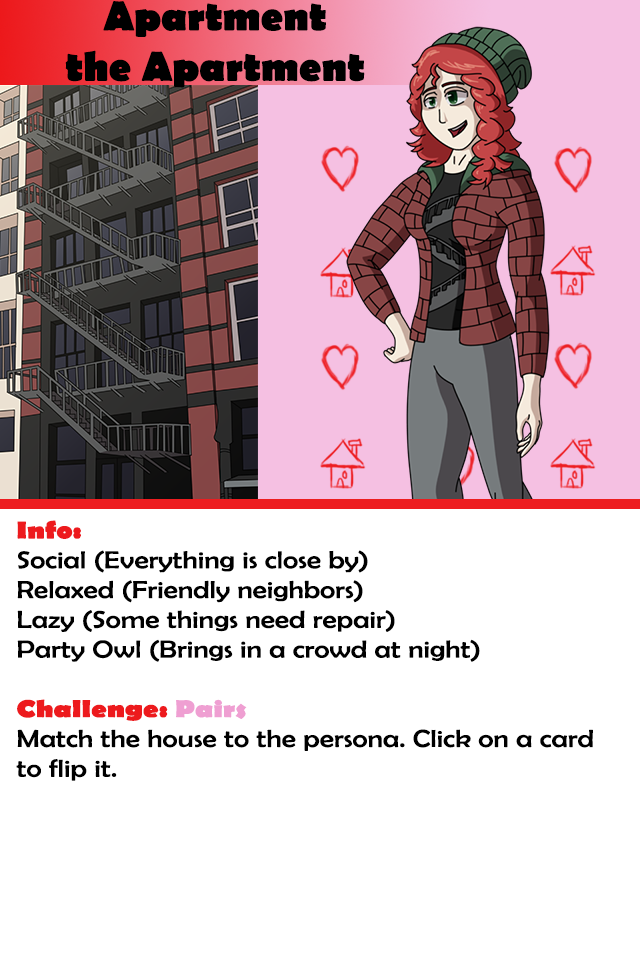 Apartment
the Apartment
Info:
Social (Everything is close by)
Relaxed (Friendly neighbors)
Lazy (Some things need repair)
Party Owl (Brings in a crowd at night)
Challenge: Pairs
Match the house to the persona. Click on a card
to flip it.